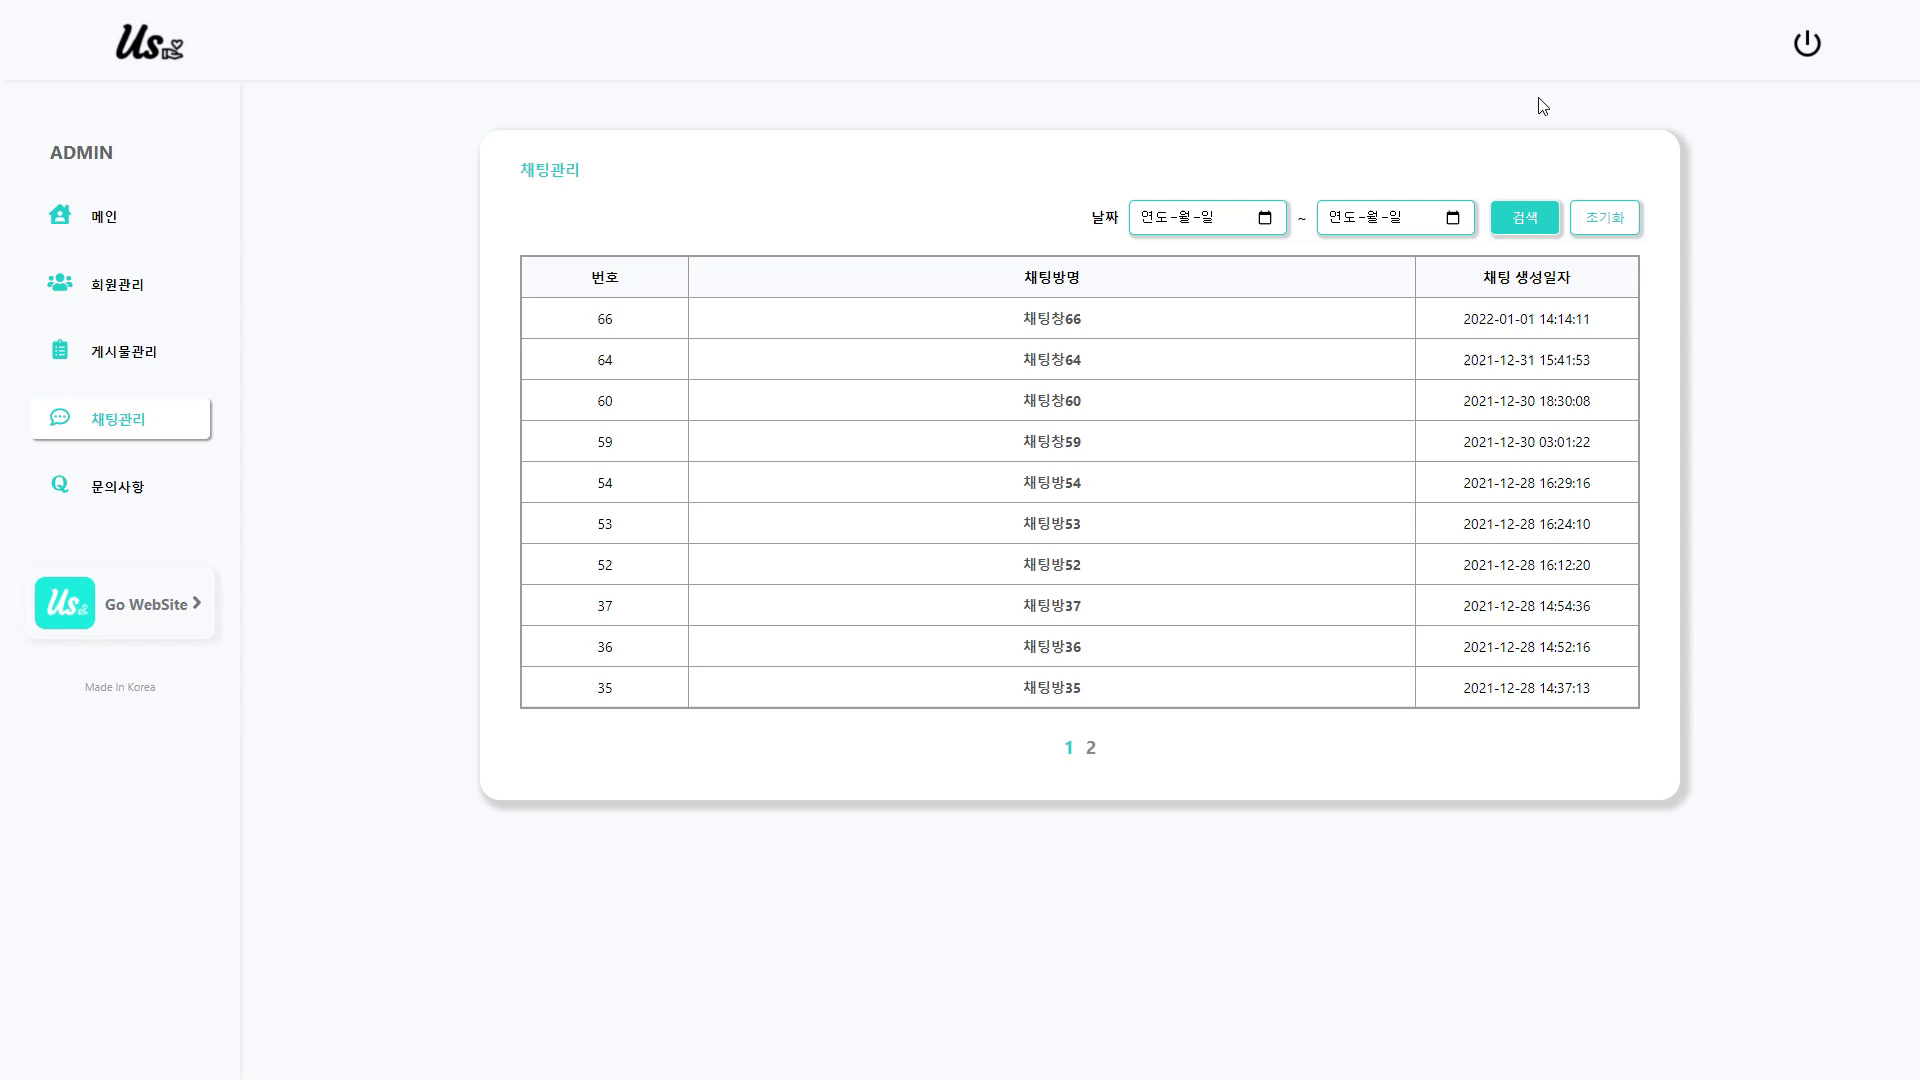 Us
ADMIN
메인
회원관리
게시물관리
채팅관리
문의사항
Us Go WebSite
Made In Korea
채팅관리
날짜 연도-월-일 ~ 연도-월-일 검색 초기화
번호 채팅방명 채팅 생성일자
66 채팅창66 2022-01-01 14:14:11
64 채팅창64 2021-12-31 15:41:53
60 채팅창60 2021-12-30 18:30:08
59 채팅창59 2021-12-30 03:01:22
54 채팅방54 2021-12-28 16:29:16
53 채팅방53 2021-12-28 16:24:10
52 채팅방52 2021-12-28 16:12:20
37 채팅방37 2021-12-28 14:54:36
36 채팅방36 2021-12-28 14:52:16
35 채팅방35 2021-12-28 14:37:13
1 2